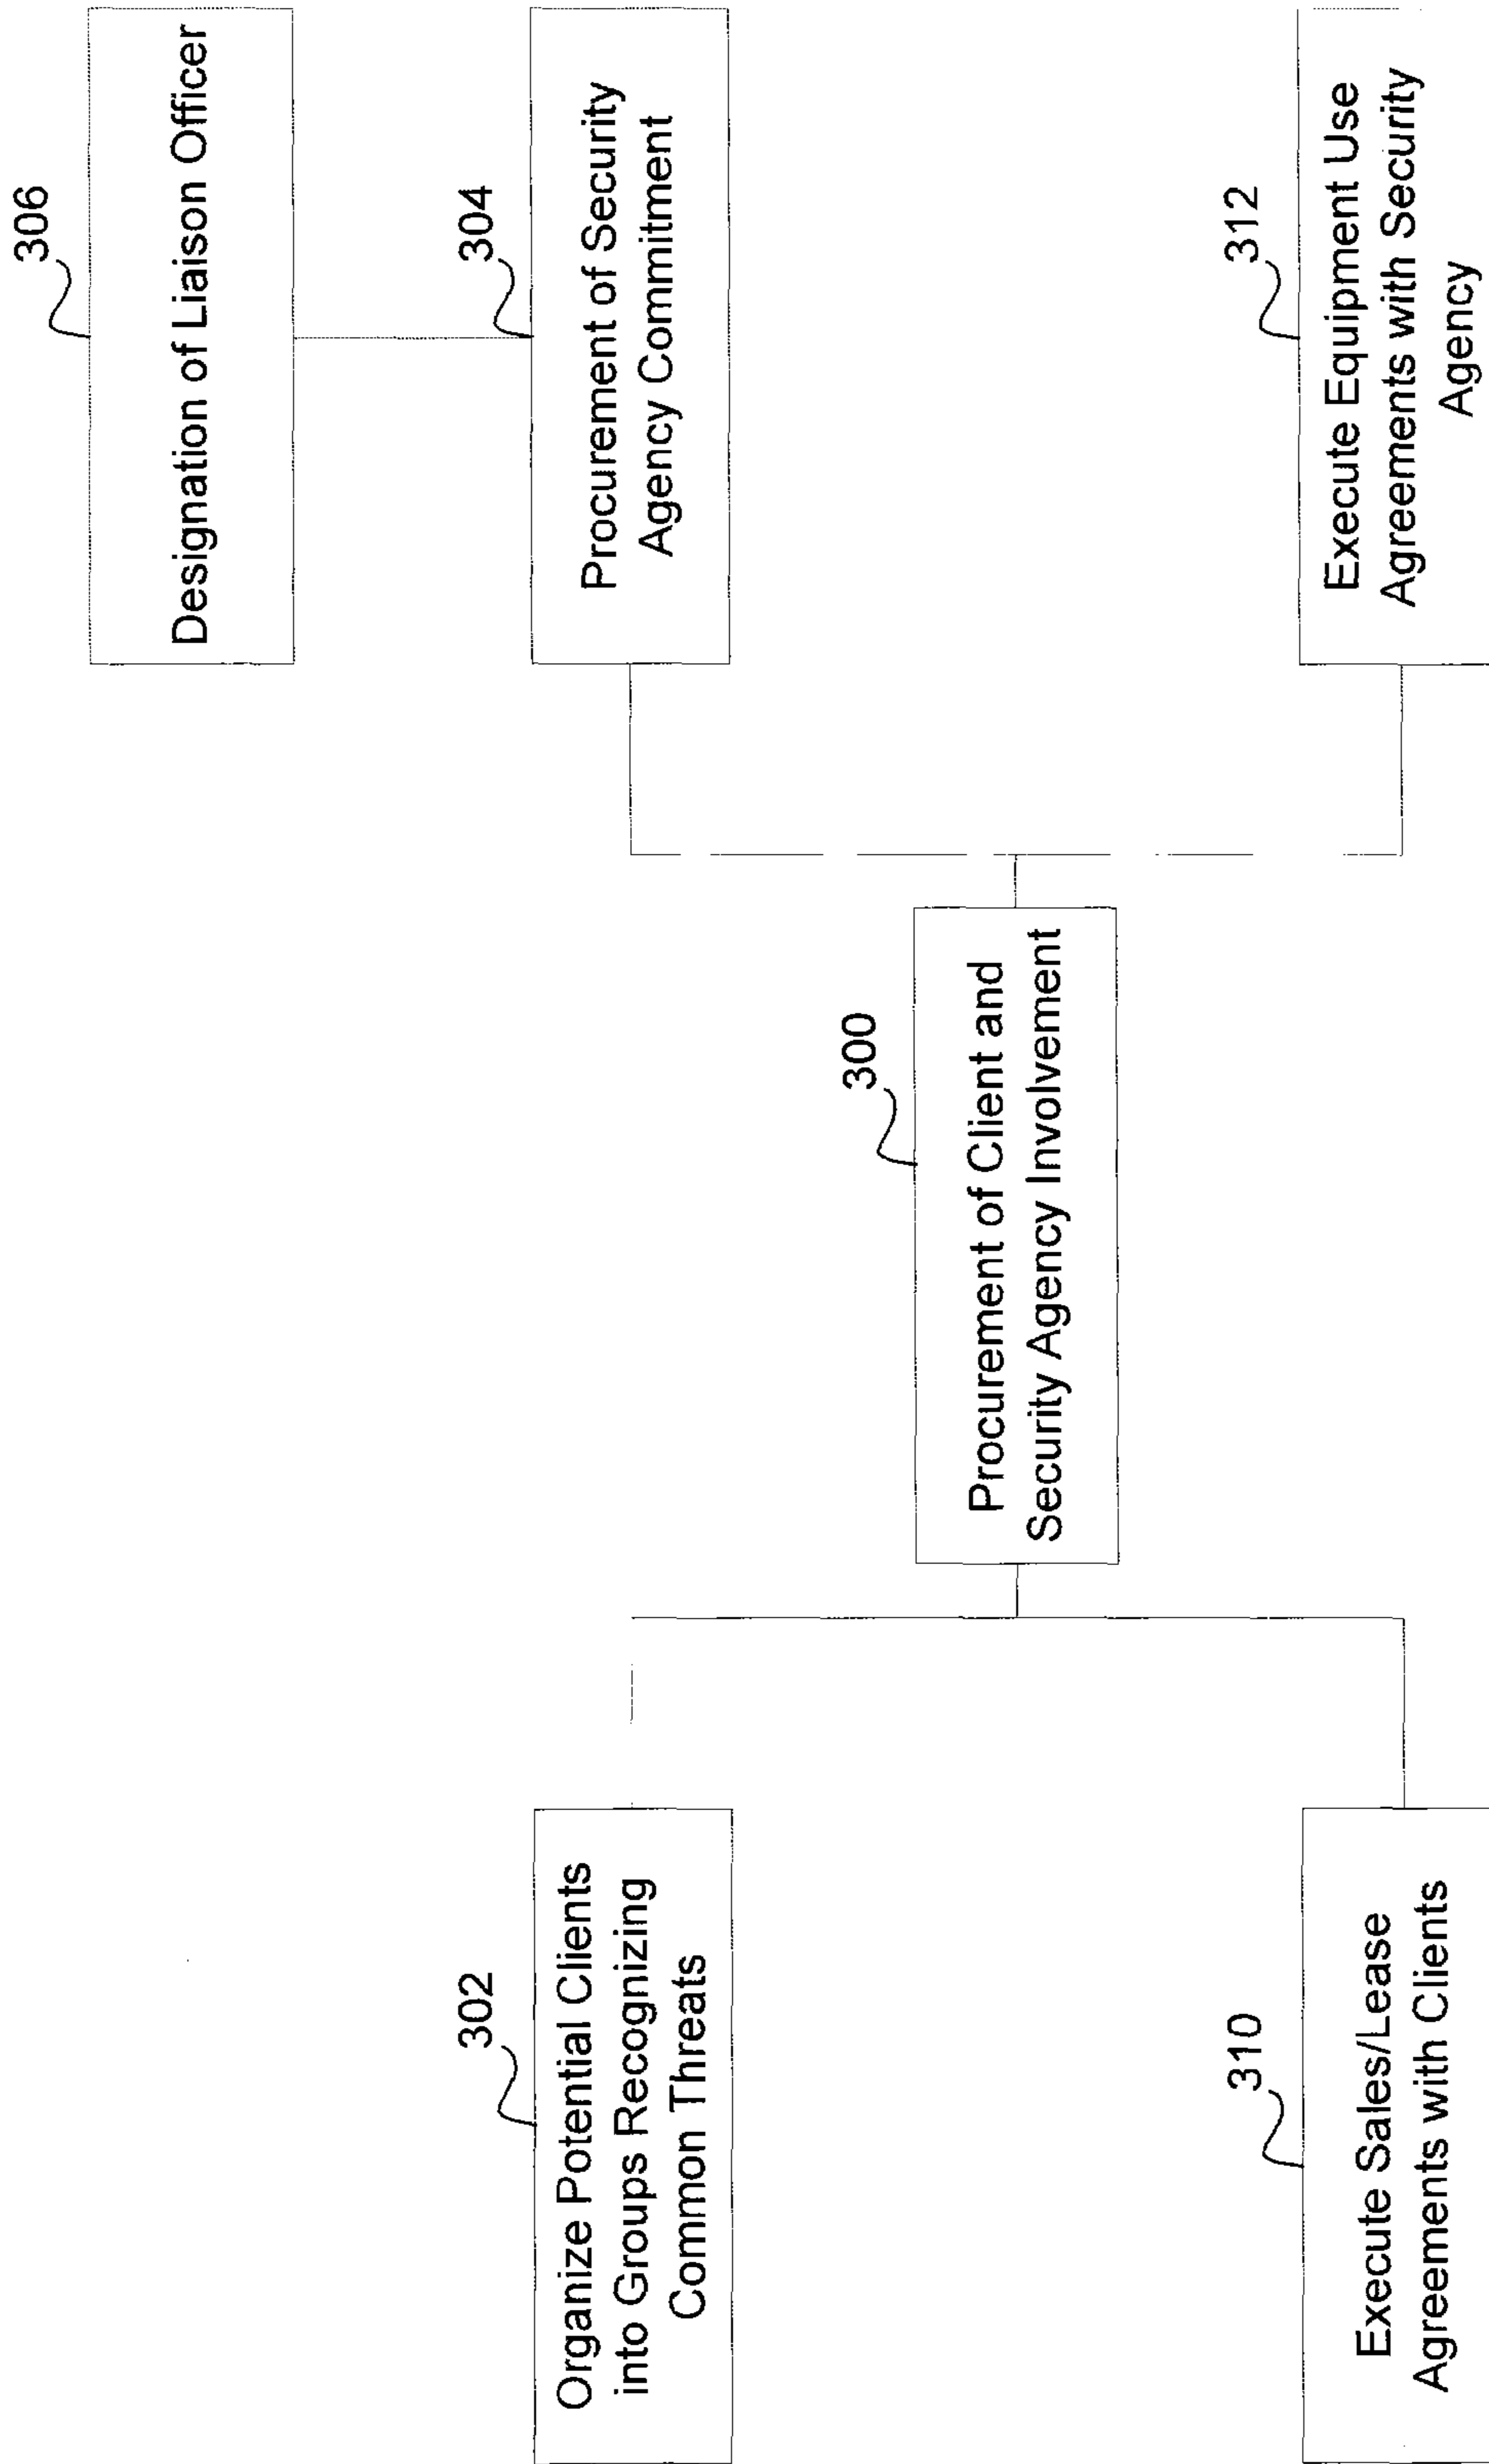 306
Designation of Liaison Officer
304
Procurement of Security
Agency Commitment
302
Organize Potential Clients
into Groups Recognizing
Common Threats
300
Procurement of Client and
Security Agency Involvement
310
Execute Sales/Lease
Agreements with Clients
312
Execute Equipment Use
Agreements with Security
Agency